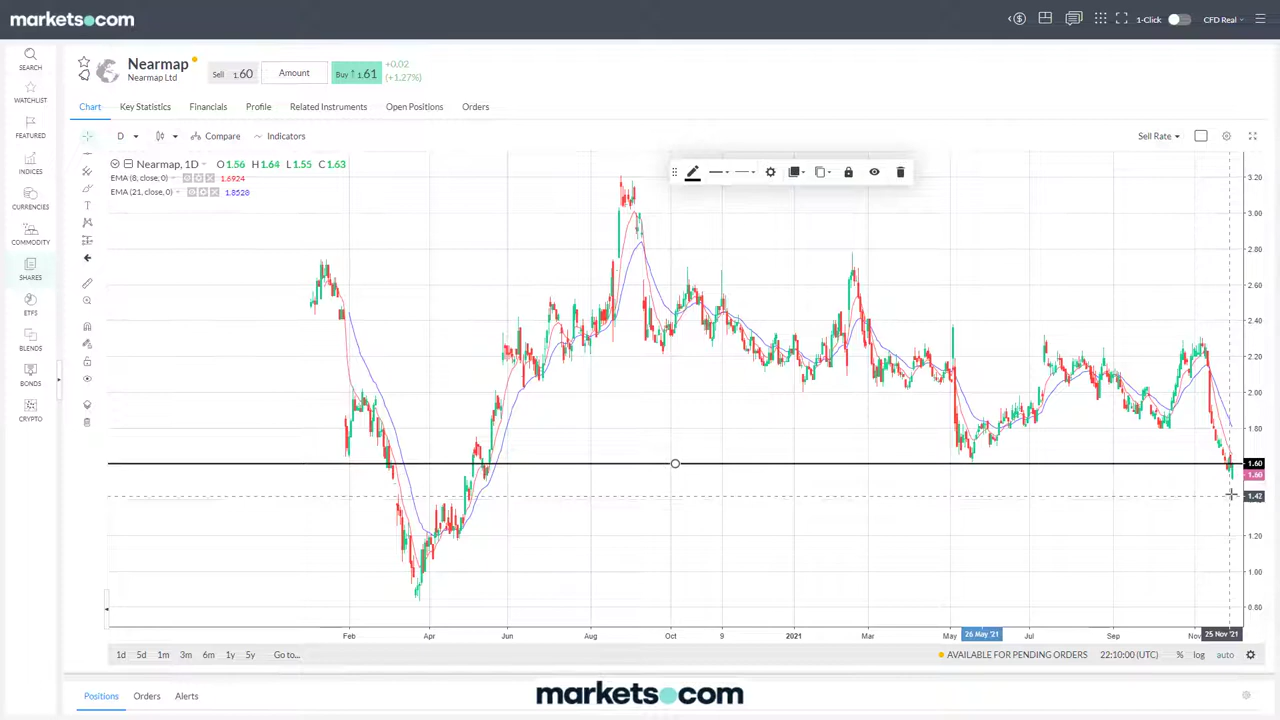 markets.com
1-Click
CFD Real
SEARCH
WATCHLIST
FEATURED
INDICES
CURRENCIES
COMMODITY
SHARES
ETFS
BLENDS
BONDS
CRYPTO
Nearmap
Nearmap Ltd
Sell 1.60
Amount
Buy ↑ 1.61
+0.02
(+1.27%)
Chart
Key Statistics
Financials
Profile
Related Instruments
Open Positions
Orders
D
Compare
Indicators
Sell Rate
Nearmap, 1D O 1.56 H 1.64 L 1.55 C 1.63
EMA (8, close, 0) 1.6924
EMA (21, close, 0) 1.8528
3.20
3.00
2.80
2.60
2.40
2.20
2.00
1.80
1.60
1.60
1.42
1.20
1.00
0.80
Feb Apr Jun Aug Oct 9 2021 Mar May 26 May '21 Jul Sep Nov 25 Nov '21
1d 5d 1m 3m 6m 1y 5y Go to...
AVAILABLE FOR PENDING ORDERS 22:10:00 (UTC) % log auto
Positions Orders Alerts
markets.com